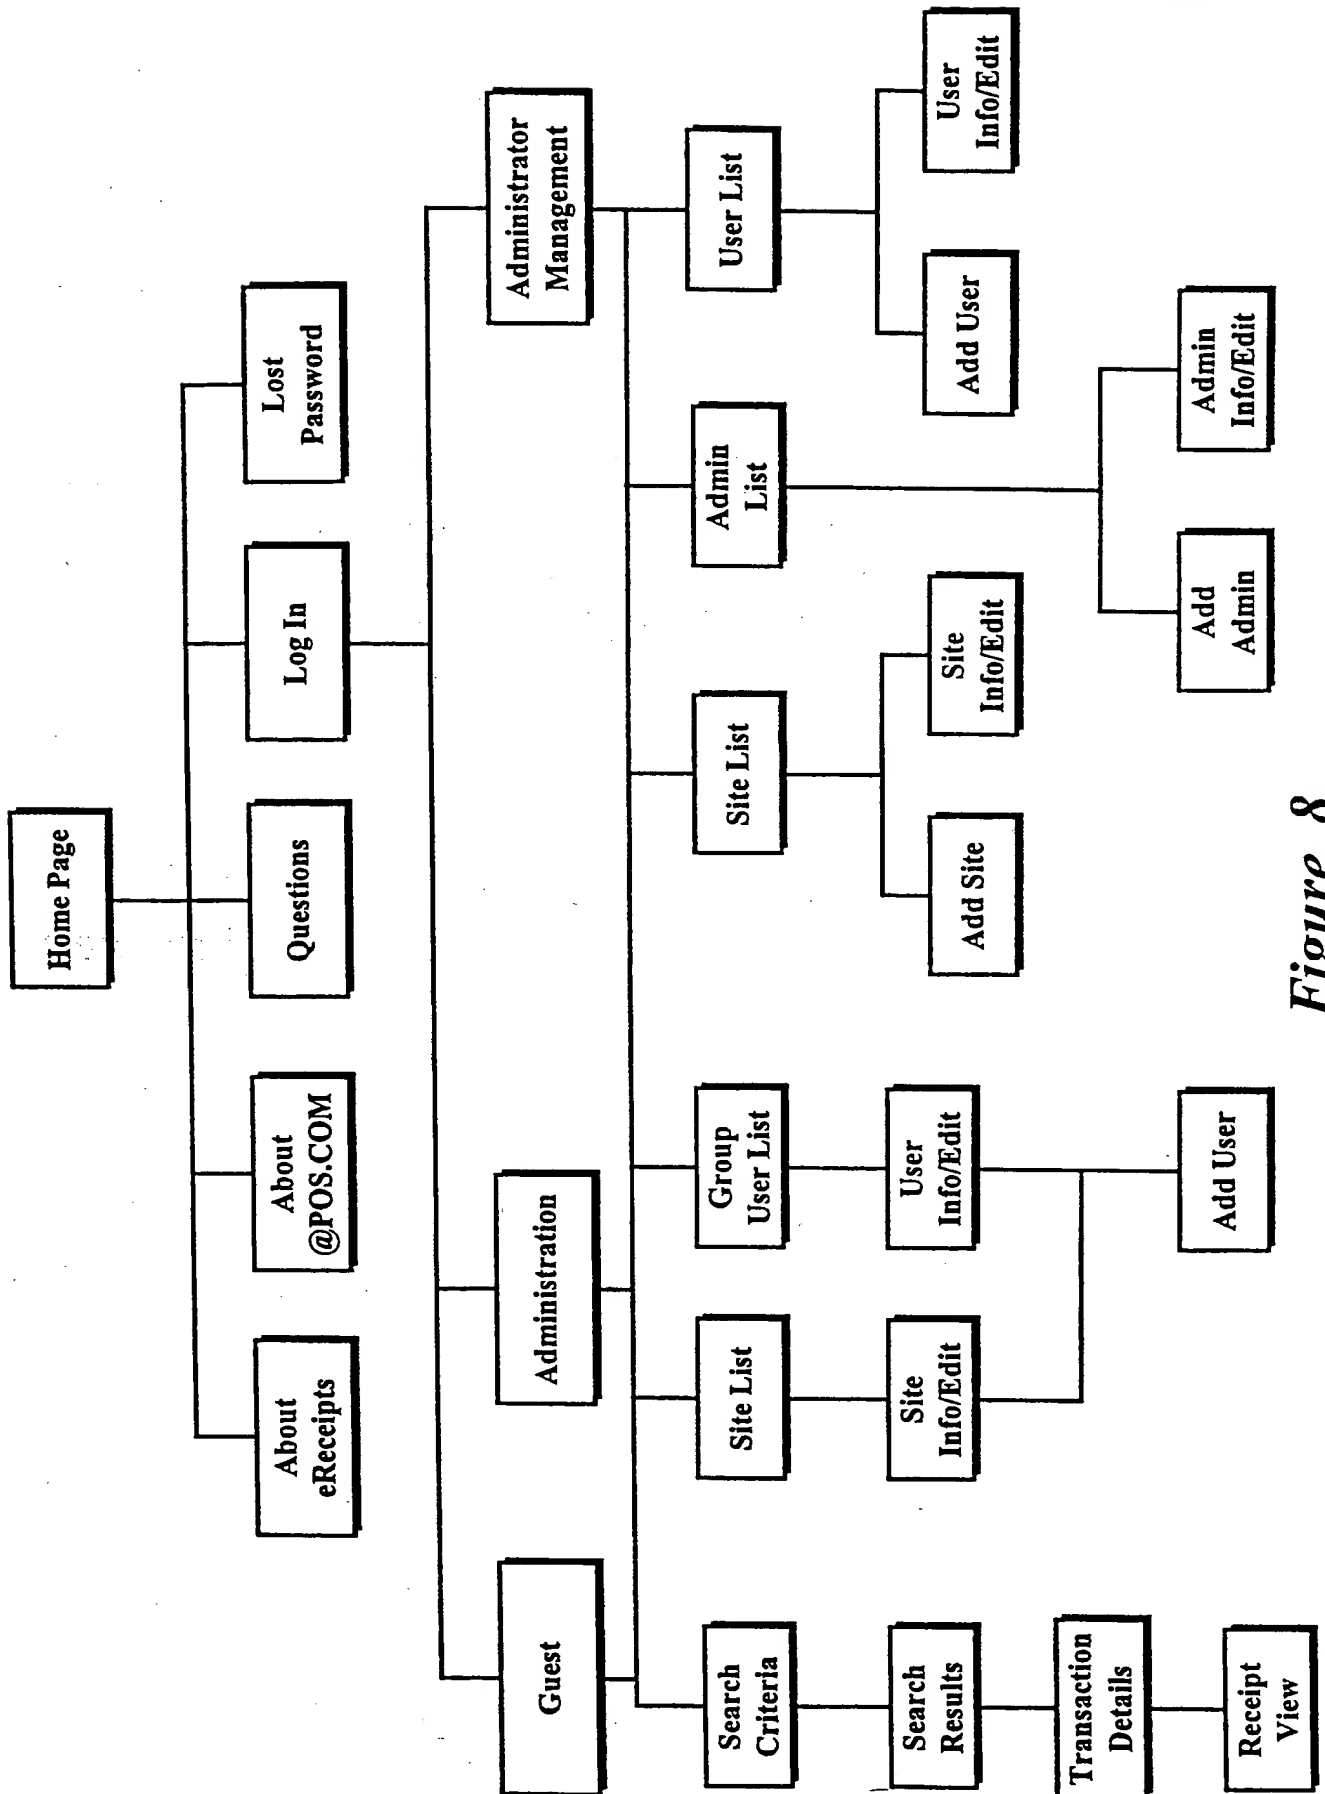 Home Page
About
eReceipts
About
@POS.COM
Questions
Log In
Lost
Password
Guest
Administration
Administrator
Management
Search
Criteria
Site List
Group
User List
Site List
Admin
List
User List
Search
Results
Site
Info/Edit
User
Info/Edit
Add Site
Site
Info/Edit
Add User
User
Info/Edit
Transaction
Details
Receipt
View
Add User
Add
Admin
Admin
Info/Edit
Figure 8